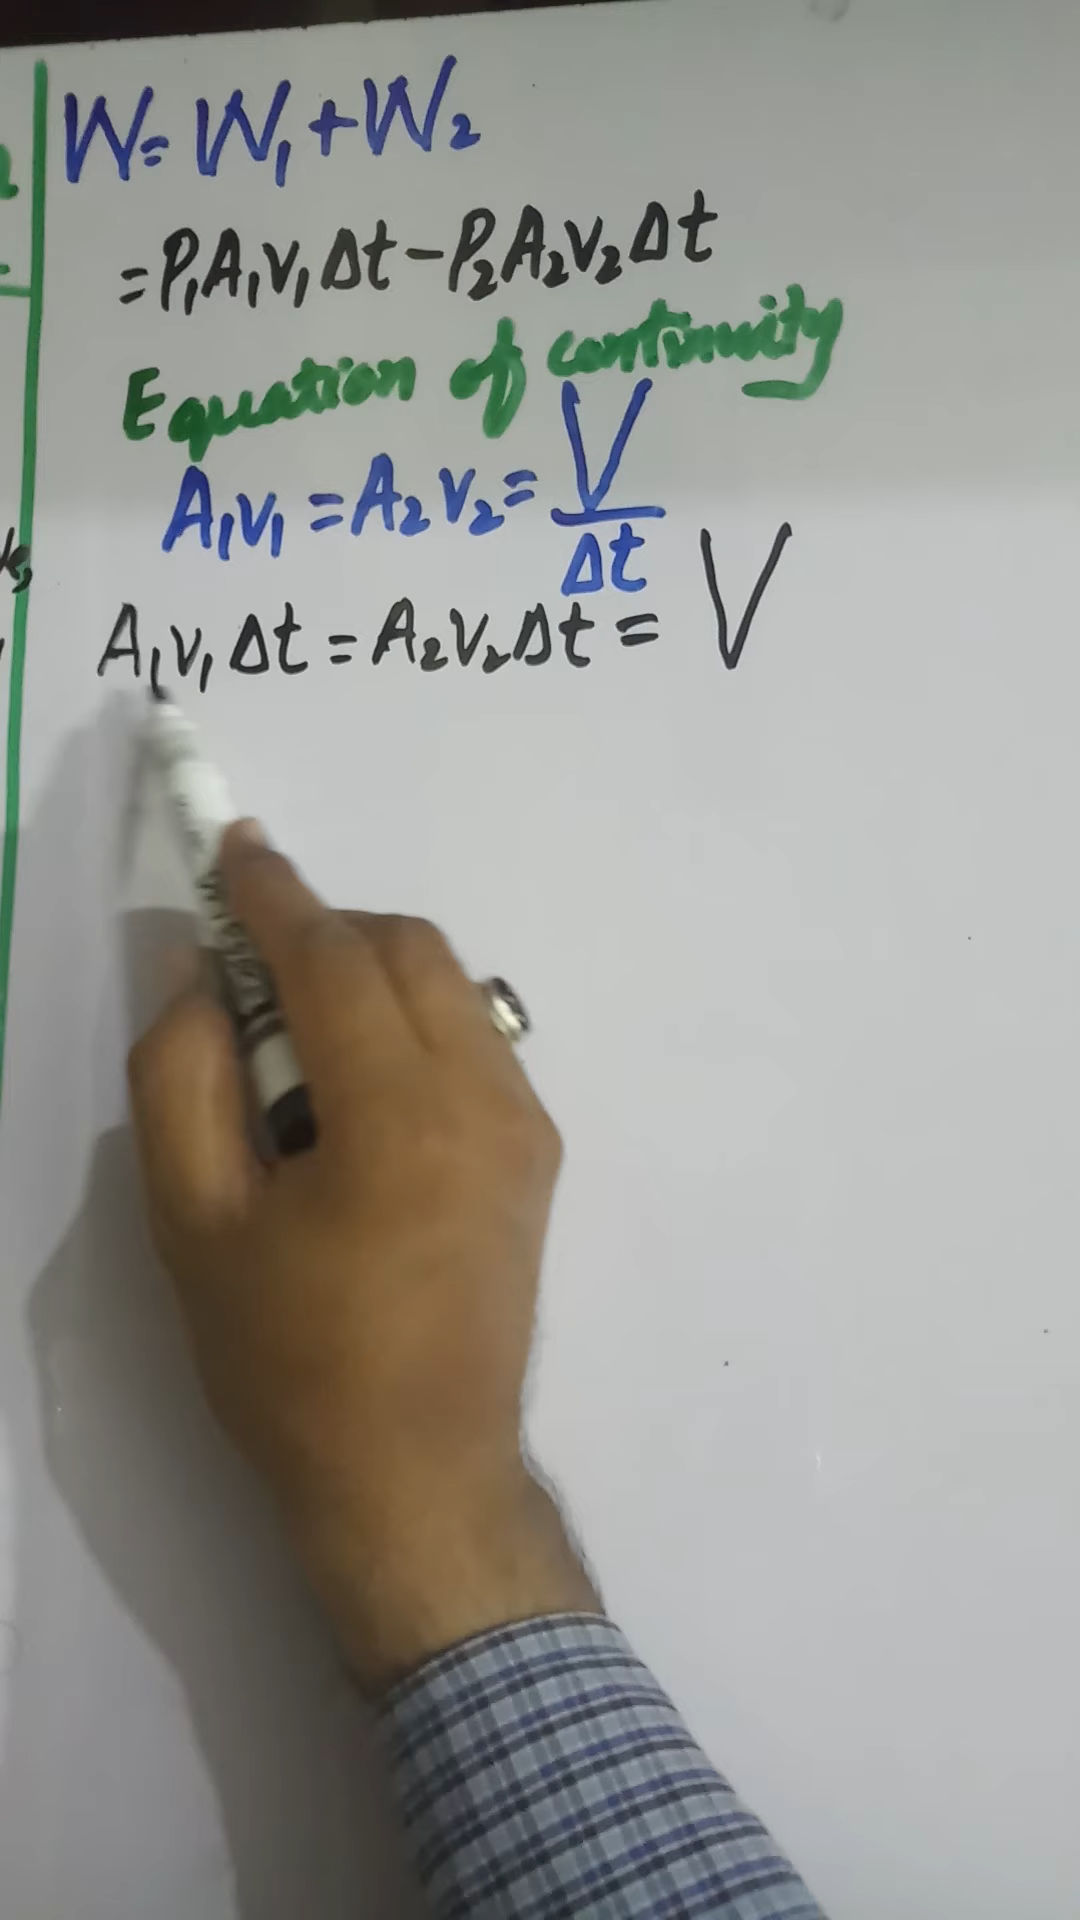 W = W₁ + W₂
= P₁A₁v₁Δt − P₂A₂v₂Δt
Equation of continuity
A₁v₁ = A₂v₂ = V/Δt
A₁v₁Δt = A₂v₂Δt = V